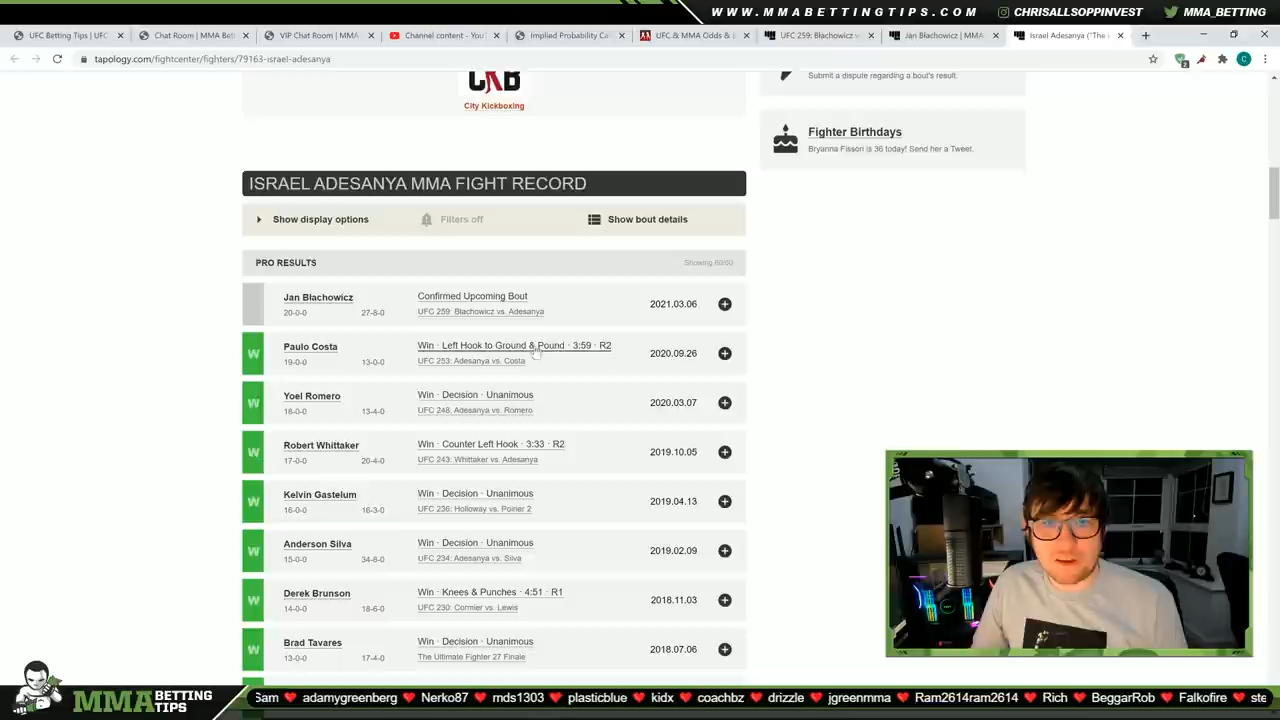 WWW.MMABETTINGTIPS.COM
CHRISALLSOPPINVEST
MMA_BETTING
UFC Betting Tips | UFC
Chat Room | MMA Bet
VIP Chat Room | MM
Channel content - You
Implied Probability Ca
UFC & MMA Odds & B
UFC 259: Błachowicz v
Jan Błachowicz | MMA
Israel Adesanya ("The
tapology.com/fightcenter/fighters/79163-israel-adesanya
CKB
City Kickboxing
Submit a dispute regarding a bout's result.
Fighter Birthdays
Bryanna Fissori is 36 today! Send her a Tweet.
ISRAEL ADESANYA MMA FIGHT RECORD
Show display options
Filters off
Show bout details
PRO RESULTS
Showing 60/60
Jan Błachowicz
Confirmed Upcoming Bout
20-0-0
27-8-0
UFC 259: Błachowicz vs. Adesanya
2021.03.06
W
Paulo Costa
Win · Left Hook to Ground & Pound · 3:59 · R2
19-0-0
13-0-0
UFC 253: Adesanya vs. Costa
2020.09.26
W
Yoel Romero
Win · Decision · Unanimous
18-0-0
13-4-0
UFC 248: Adesanya vs. Romero
2020.03.07
W
Robert Whittaker
Win · Counter Left Hook · 3:33 · R2
17-0-0
20-4-0
UFC 243: Whittaker vs. Adesanya
2019.10.05
W
Kelvin Gastelum
Win · Decision · Unanimous
16-0-0
16-3-0
UFC 236: Holloway vs. Poirier 2
2019.04.13
W
Anderson Silva
Win · Decision · Unanimous
15-0-0
34-8-0
UFC 234: Adesanya vs. Silva
2019.02.09
W
Derek Brunson
Win · Knees & Punches · 4:51 · R1
14-0-0
18-6-0
UFC 230: Cormier vs. Lewis
2018.11.03
W
Brad Tavares
Win · Decision · Unanimous
13-0-0
17-4-0
The Ultimate Fighter 27 Finale
2018.07.06
MMA BETTING TIPS
Sam ❤ adamygreenberg ❤ Nerko87 ❤ mds1303 ❤ plasticblue ❤ kidx ❤ coachbz ❤ drizzle ❤ jgreenmma ❤ Ram2614ram2614 ❤ Rich ❤ BeggarRob ❤ Falkofire ❤ ste